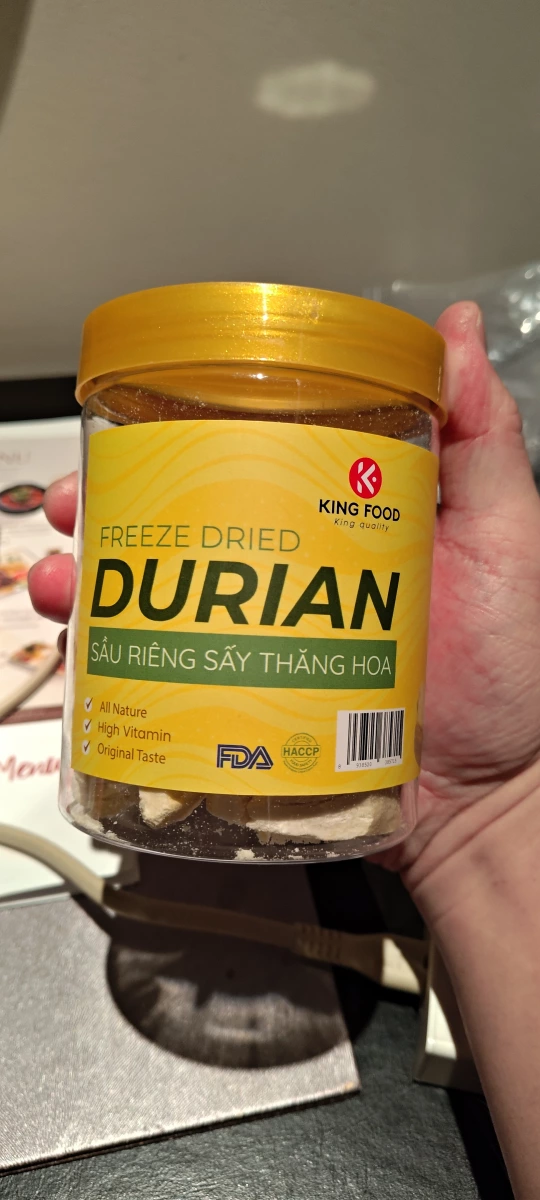 KING FOOD
King quality
FREEZE DRIED
DURIAN
SẦU RIÊNG SẤY THĂNG HOA
All Nature
High Vitamin
Original Taste
FDA
HACCP
Menu